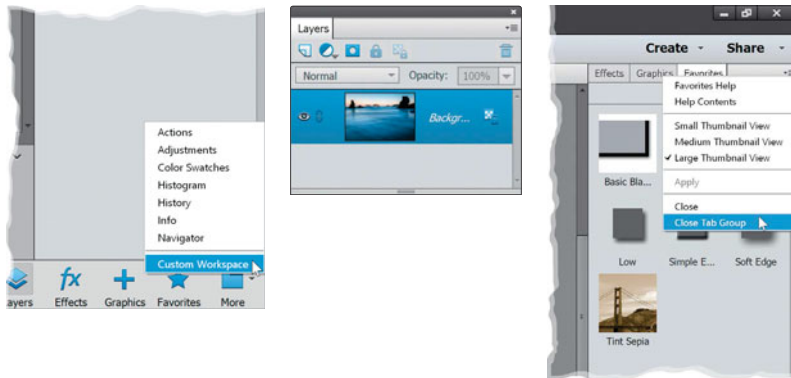 Actions
Adjustments
Color Swatches
Histogram
History
Info
Navigator
Custom Workspace
ayers Effects Graphics Favorites More
Layers
Normal Opacity: 100%
Backgr...
Create Share
Effects Graphics Favorites
Favorites Help
Help Contents
Small Thumbnail View
Medium Thumbnail View
Large Thumbnail View
Apply
Close
Close Tab Group
Basic Bla...
Low Simple E... Soft Edge
Tint Sepia